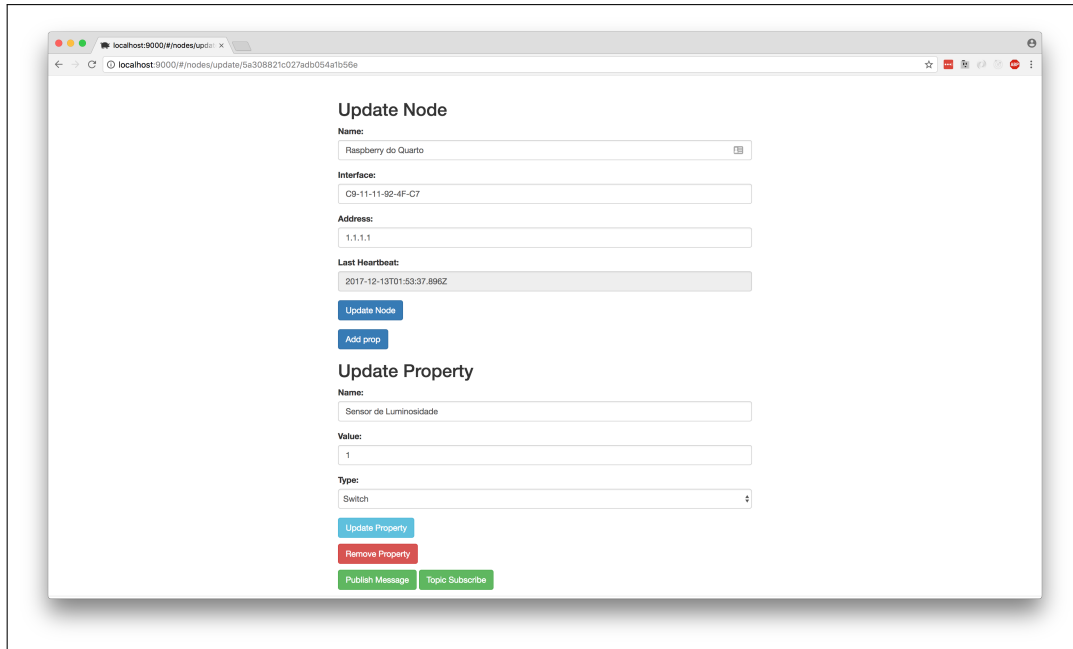 localhost:9000/#/nodes/updat
localhost:9000/#/nodes/update/5a308821c027adb054a1b56e
Update Node
Name:
Raspberry do Quarto
Interface:
C9-11-11-92-4F-C7
Address:
1.1.1.1
Last Heartbeat:
2017-12-13T01:53:37.896Z
Update Node
Add prop
Update Property
Name:
Sensor de Luminosidade
Value:
1
Type:
Switch
Update Property
Remove Property
Publish Message Topic Subscribe